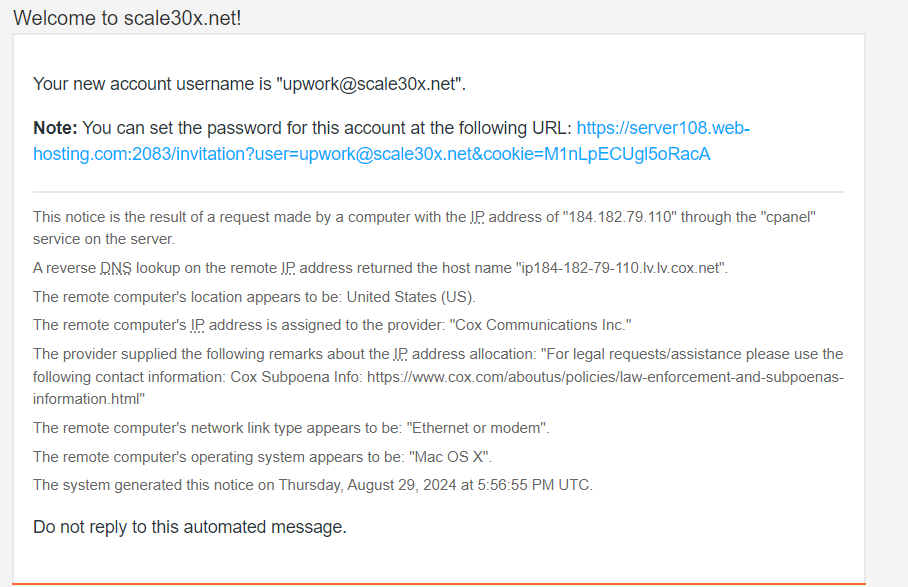 Welcome to scale30x.net!
Your new account username is "upwork@scale30x.net".
Note: You can set the password for this account at the following URL: https://server108.web-
hosting.com:2083/invitation?user=upwork@scale30x.net&cookie=M1nLpECUgl5oRacA
This notice is the result of a request made by a computer with the IP address of "184.182.79.110" through the "cpanel"
service on the server.
A reverse DNS lookup on the remote IP address returned the host name "ip184-182-79-110.lv.lv.cox.net".
The remote computer's location appears to be: United States (US).
The remote computer's IP address is assigned to the provider: "Cox Communications Inc."
The provider supplied the following remarks about the IP address allocation: "For legal requests/assistance please use the
following contact information: Cox Subpoena Info: https://www.cox.com/aboutus/policies/law-enforcement-and-subpoenas-
information.html"
The remote computer's network link type appears to be: "Ethernet or modem".
The remote computer's operating system appears to be: "Mac OS X".
The system generated this notice on Thursday, August 29, 2024 at 5:56:55 PM UTC.
Do not reply to this automated message.